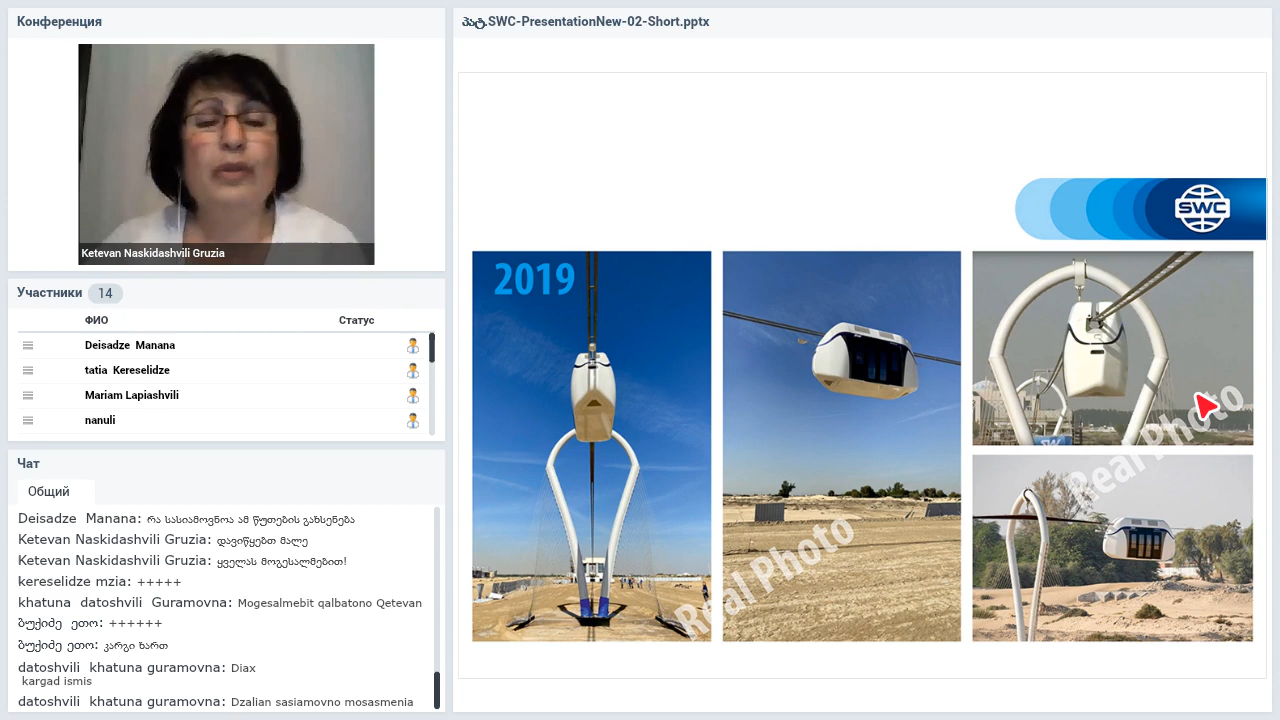 Конференция
Ketevan Naskidashvili Gruzia
Участники 14
ФИО Статус
Deisadze Manana
tatia Kereselidze
Mariam Lapiashvili
nanuli
Чат
Общий
Deisadze Manana: რა სასიამოვნოა ამ წუთების გახსენება
Ketevan Naskidashvili Gruzia: დავიწყებთ მალე
Ketevan Naskidashvili Gruzia: ყველას მოგესალმებით!
kereselidze mzia: +++++
khatuna datoshvili Guramovna: Mogesalmebit qalbatono Qetevan
ბუქიძე ეთო: ++++++
ბუქიძე ეთო: კარგი ხართ
datoshvili khatuna guramovna: Diax
kargad ismis
datoshvili khatuna guramovna: Dzalian sasiamovno mosasmenia
პატ.SWC-PresentationNew-02-Short.pptx
SWC
2019
Real Photo
Real Photo